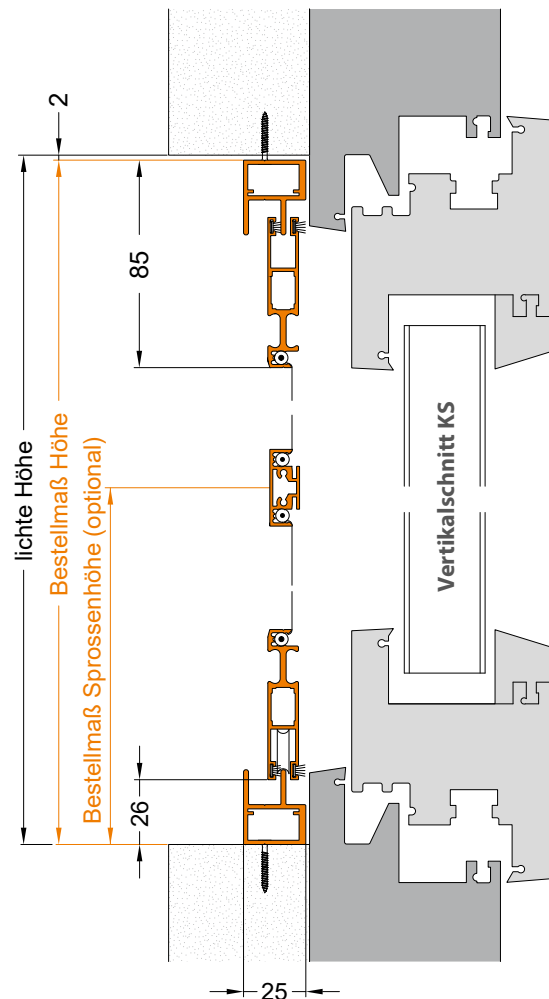 2
85
lichte Höhe
Bestellmaß Höhe
Bestellmaß Sprossenhöhe (optional)
Vertikalschnitt KS
26
25